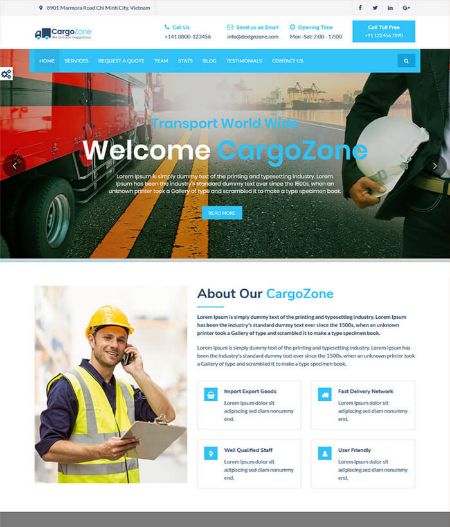 8901 Marmora Road Chi Minh City, Vietnam
CargoZone
Call Us
+141 0800-123456
Send us an Email
Opening Time
Mon-Sat: 7:00 - 17:00
Call Toll Free
+91 123 456 7890
HOME SERVICES REQUEST A QUOTE TEAM STATS BLOG TESTIMONIALS CONTACT US
Transport World Wide
Welcome CargoZone
Lorem Ipsum is simply dummy text of the printing and typesetting industry. Lorem
Ipsum has been the industry's standard dummy text ever since the 1500s, when an
unknown printer took a Gallery of type and scrambled it to make a type specimen book.
READ MORE
About Our CargoZone
Lorem Ipsum is simply dummy text of the printing and typesetting industry. Lorem Ipsum
has been the industrys standard dummy text ever since the 1500s, when an unknown
printer took a Gallery of type and scrambled it to make a type specimen book.
Lorem Ipsum is simply dummy text of the printing and typesetting industry. Lorem Ipsum
has been the industry's standard dummy text ever since the 1500s, when an unknown printer
took a Gallery of type and scrambled it to make a type specimen book.
Import Export Goods
Lorem Ipsum dolor sit
adipiscing sed diam nonummy
end.
Fast Delivery Network
Lorem Ipsum dolor sit
adipiscing sed diam nonummy
end.
Well Qualified Staff
Lorem Ipsum dolor sit
adipiscing sed diam nonummy
end.
User Friendly
Lorem Ipsum dolor sit
adipiscing sed diam nonummy
end.